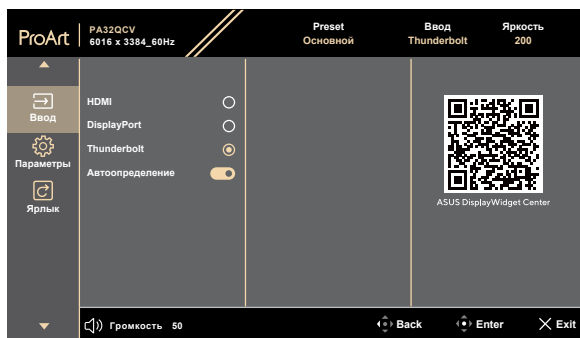 ProArt
PA32QCV
6016 x 3384_60Hz
Preset
Основной
Ввод
Thunderbolt
Яркость
200
Ввод
Параметры
Ярлык
HDMI
DisplayPort
Thunderbolt
Автоопределение
ASUS DisplayWidget Center
Громкость 50
Back
Enter
Exit